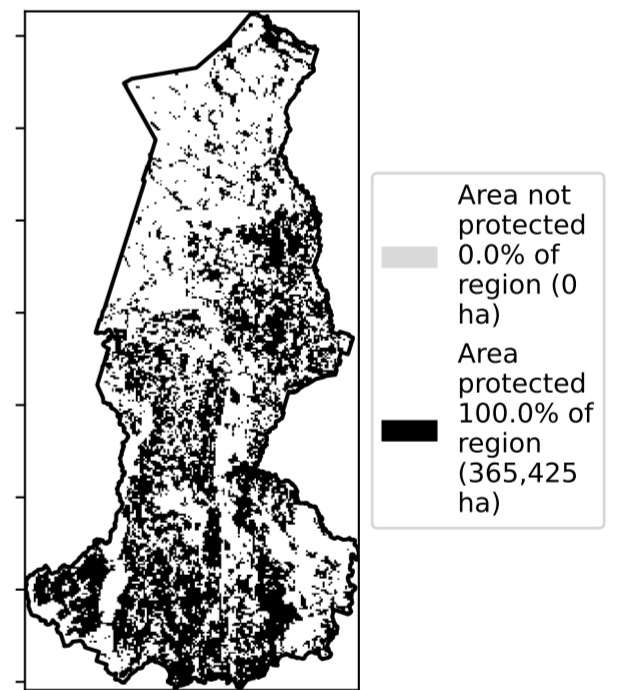 Area not
protected
0.0% of
region (0
ha)
Area
protected
100.0% of
region
(365,425
ha)